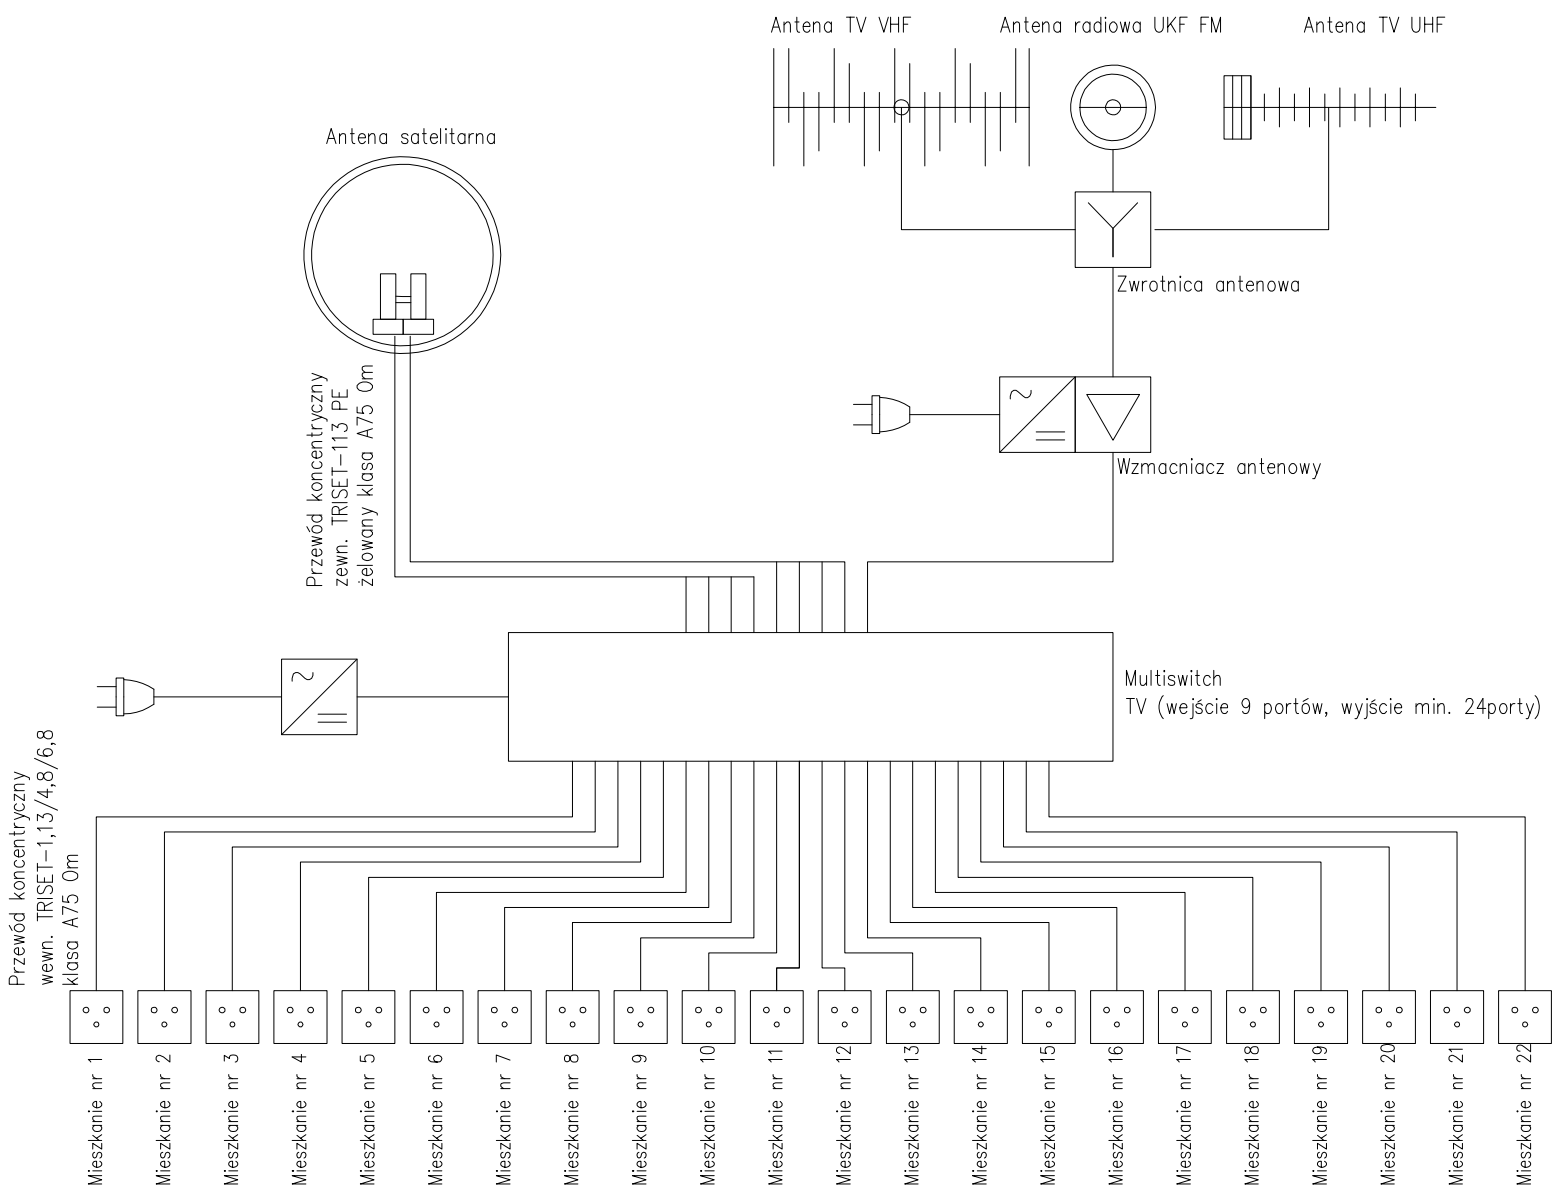 Antena TV VHF
Antena radiowa UKF FM
Antena TV UHF
Antena satelitarna
Zwrotnica antenowa
Przewód koncentryczny
zewn. TRISET-113 PE
żelowany klasa A75 Om
Wzmacniacz antenowy
Multiswitch
TV (wejście 9 portów, wyjście min. 24porty)
Przewód koncentryczny
wewn. TRISET-1,13/4,8/6,8
klasa A75 Om
Mieszkanie nr 1
Mieszkanie nr 2
Mieszkanie nr 3
Mieszkanie nr 4
Mieszkanie nr 5
Mieszkanie nr 6
Mieszkanie nr 7
Mieszkanie nr 8
Mieszkanie nr 9
Mieszkanie nr 10
Mieszkanie nr 11
Mieszkanie nr 12
Mieszkanie nr 13
Mieszkanie nr 14
Mieszkanie nr 15
Mieszkanie nr 16
Mieszkanie nr 17
Mieszkanie nr 18
Mieszkanie nr 19
Mieszkanie nr 20
Mieszkanie nr 21
Mieszkanie nr 22